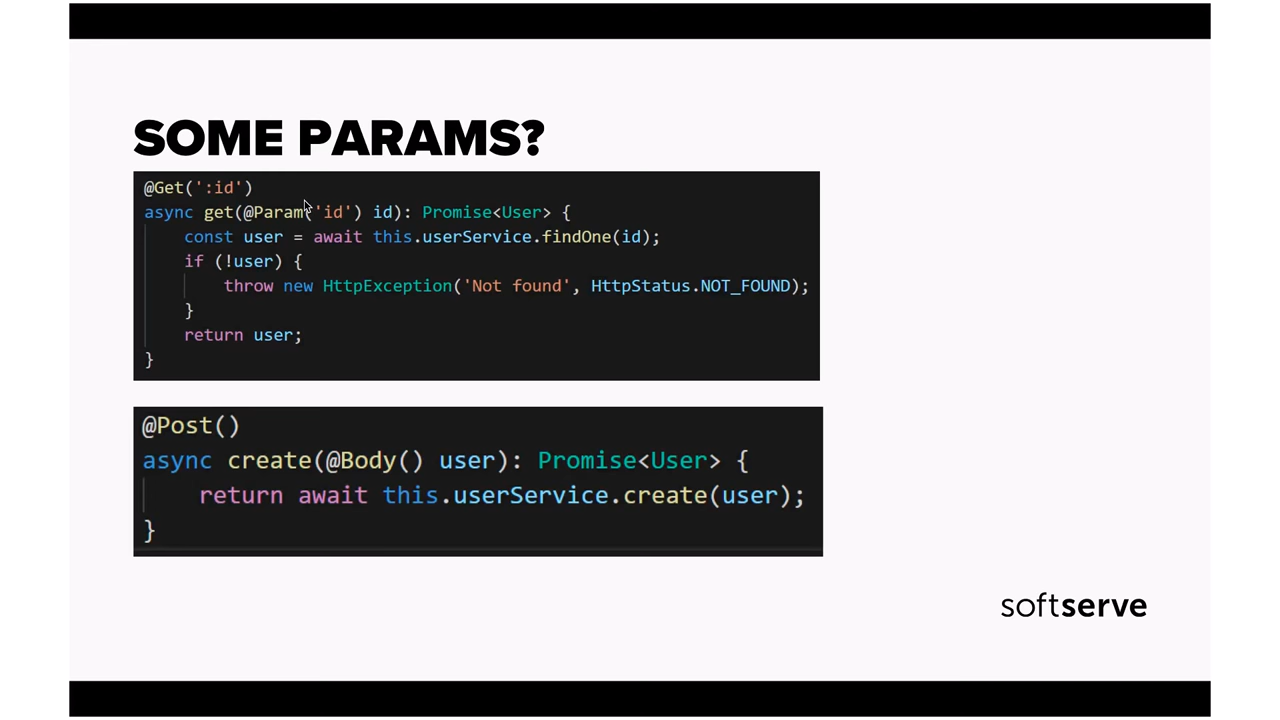 SOME PARAMS?
@Get(':id')
async get(@Param('id') id): Promise<User> {
const user = await this.userService.findOne(id);
if (!user) {
throw new HttpException('Not found', HttpStatus.NOT_FOUND);
}
return user;
}
@Post()
async create(@Body() user): Promise<User> {
return await this.userService.create(user);
}
softserve